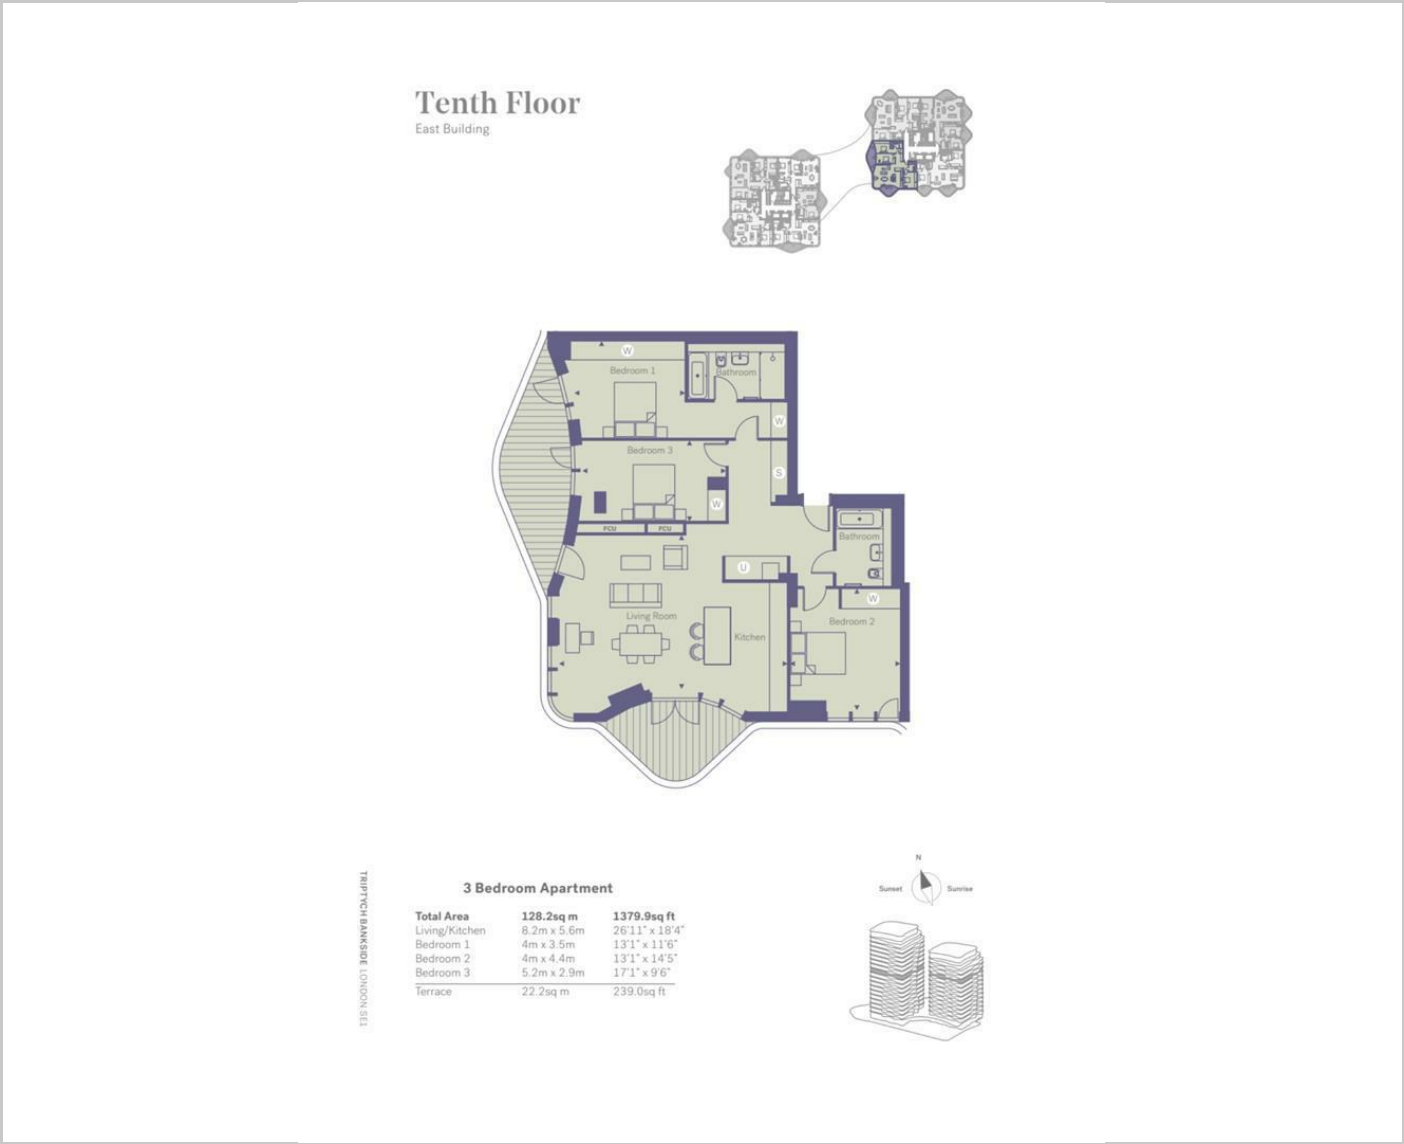 Tenth Floor
East Building
W
Bedroom 1
Bathroom
W
Bedroom 3
S
W
FCU FCU
Bathroom
U
W
Living Room
Bedroom 2
Kitchen
3 Bedroom Apartment
Total Area 128.2sq m 1379.9sq ft
Living/Kitchen 8.2m x 5.6m 26'11" x 18'4"
Bedroom 1 4m x 3.5m 13'1" x 11'6"
Bedroom 2 4m x 4.4m 13'1" x 14'5"
Bedroom 3 5.2m x 2.9m 17'1" x 9'6"
Terrace 22.2sq m 239.0sq ft
TRIPTYCH BANKSIDE LONDON SE1
N
Sunset Sunrise